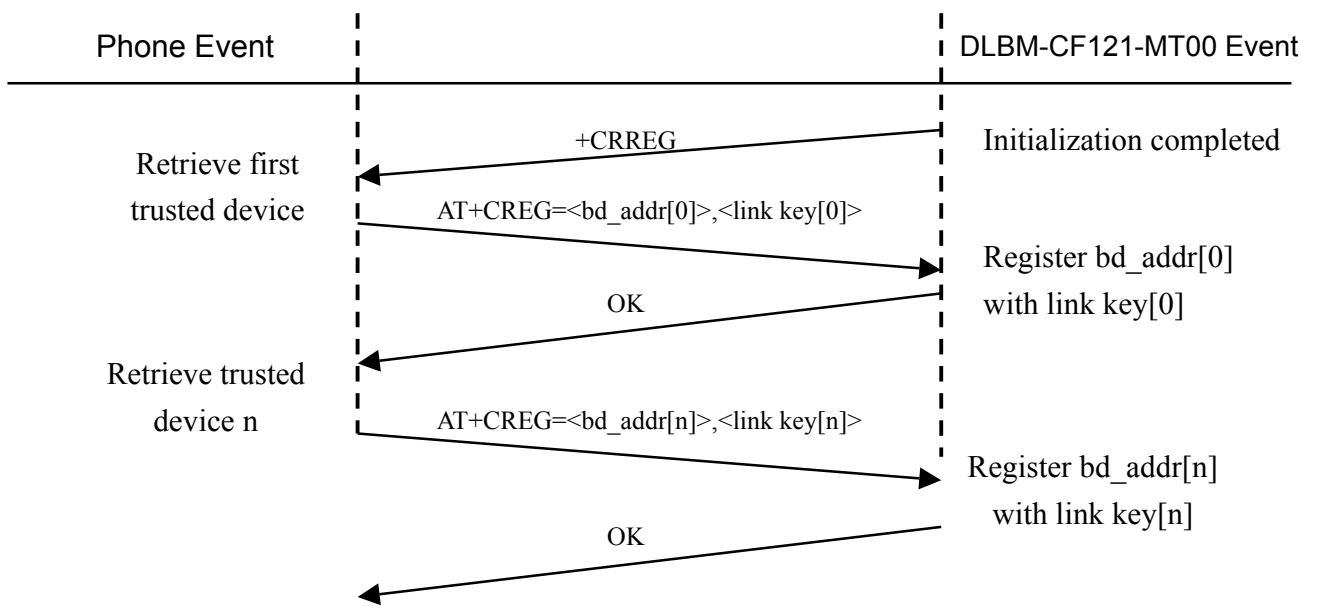 Phone Event
DLBM-CF121-MT00 Event
+CRREG
Initialization completed
Retrieve first
trusted device
AT+CREG=<bd_addr[0]>,<link key[0]>
Register bd_addr[0]
with link key[0]
OK
Retrieve trusted
device n
AT+CREG=<bd_addr[n]>,<link key[n]>
Register bd_addr[n]
with link key[n]
OK